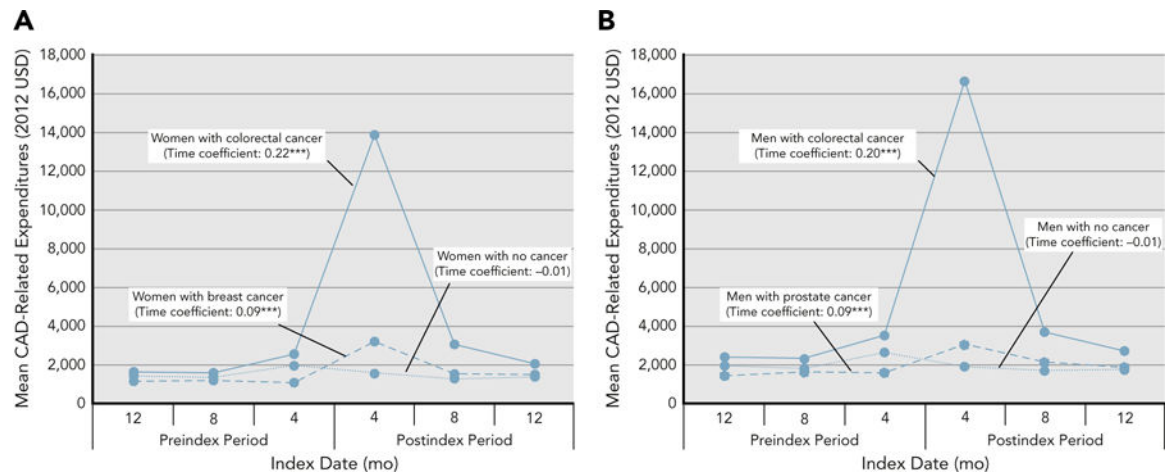 A
Mean CAD-Related Expenditures (2012 USD)
18,000
16,000
14,000
12,000
10,000
8,000
6,000
4,000
2,000
0
Women with colorectal cancer
(Time coefficient: 0.22***)
Women with no cancer
(Time coefficient: –0.01)
Women with breast cancer
(Time coefficient: 0.09***)
12 8 4 4 8 12
Preindex Period Postindex Period
Index Date (mo)
B
Mean CAD-Related Expenditures (2012 USD)
18,000
16,000
14,000
12,000
10,000
8,000
6,000
4,000
2,000
0
Men with colorectal cancer
(Time coefficient: 0.20***)
Men with no cancer
(Time coefficient: –0.01)
Men with prostate cancer
(Time coefficient: 0.09***)
12 8 4 4 8 12
Preindex Period Postindex Period
Index Date (mo)